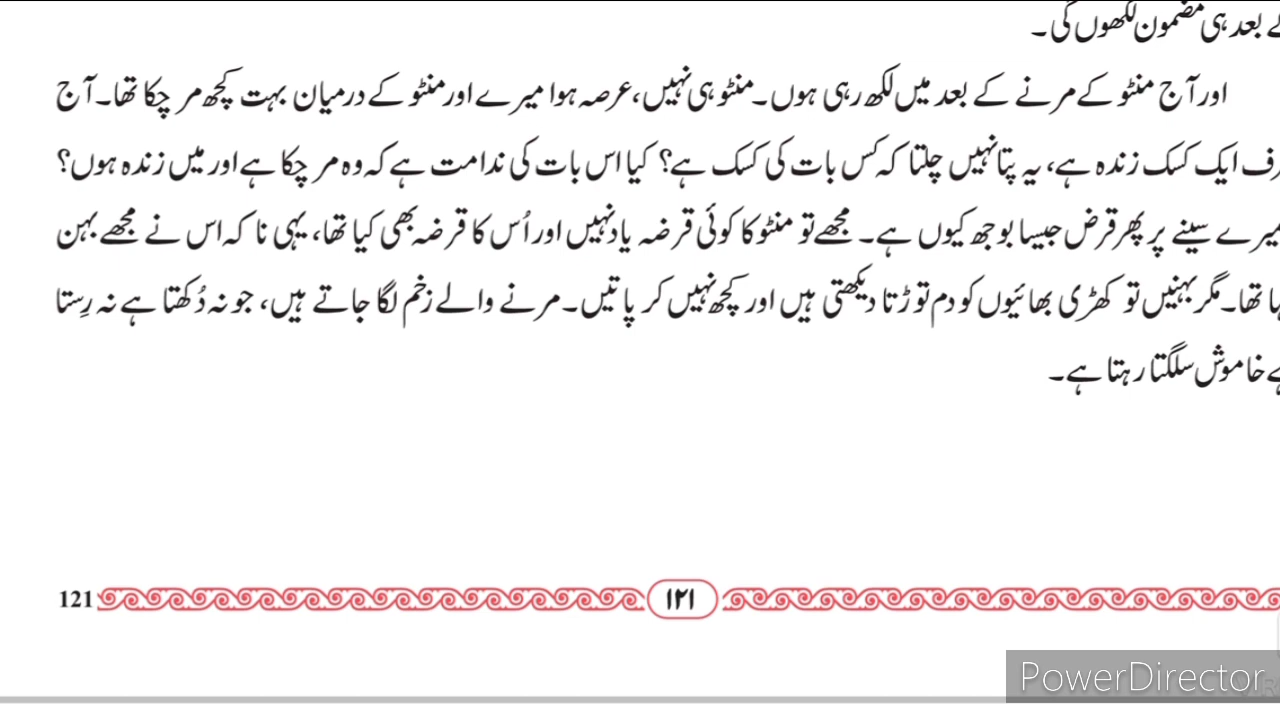 کے بعد ہی مضمون لکھوں گی۔
اور آج منٹو کے مرنے کے بعد میں لکھ رہی ہوں۔ منٹو ہی نہیں، عرصہ ہوا میرے اور منٹو کے درمیان بہت کچھ مر چکا تھا۔ آج
رف ایک کسک زندہ ہے، یہ پتا نہیں چلتا کہ کس بات کی کسک ہے؟ کیا اس بات کی ندامت ہے کہ وہ مر چکا ہے اور میں زندہ ہوں؟
میرے سینے پر پھر قرض جیسا بوجھ کیوں ہے۔ مجھے تو منٹو کا کوئی قرضہ یاد نہیں اور اُس کا قرضہ بھی کیا تھا، یہی نا کہ اس نے مجھے بہن
ہا تھا۔ مگر بہنیں تو کھڑی بھائیوں کو دم توڑتا دیکھتی ہیں اور کچھ نہیں کر پاتیں۔ مرنے والے زخم لگا جاتے ہیں، جو نہ دُکھتا ہے نہ رِستا
ہے خاموش سلگتا رہتا ہے۔
121 ۱۲۱
PowerDirector